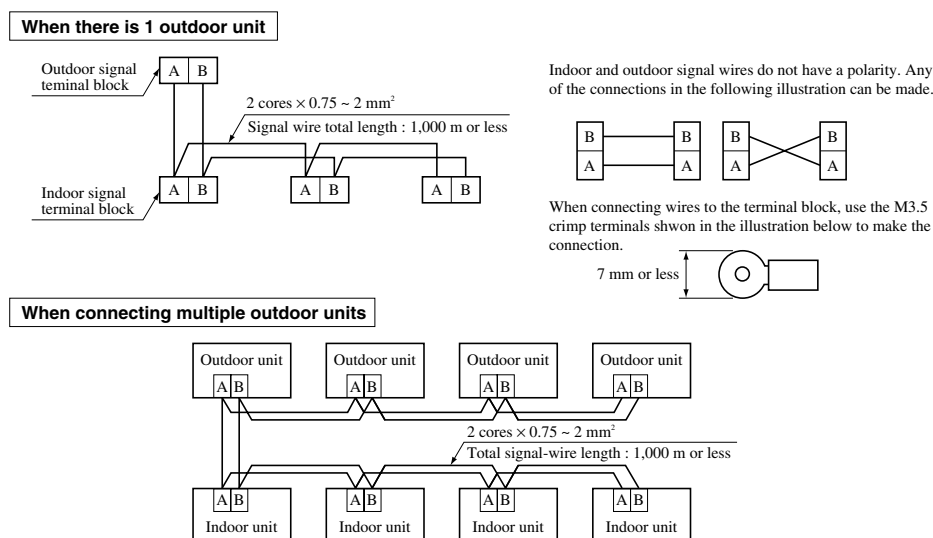 When there is 1 outdoor unit
Outdoor signal
teminal block
A B
2 cores × 0.75 ~ 2 mm²
Signal wire total length : 1,000 m or less
Indoor signal
terminal block
A B A B A B
Indoor and outdoor signal wires do not have a polarity. Any
of the connections in the following illustration can be made.
B B B B
A A A A
When connecting wires to the terminal block, use the M3.5
crimp terminals shwon in the illustration below to make the
connection.
7 mm or less
When connecting multiple outdoor units
Outdoor unit Outdoor unit Outdoor unit Outdoor unit
A B A B A B A B
2 cores × 0.75 ~ 2 mm²
Total signal-wire length : 1,000 m or less
A B A B A B A B
Indoor unit Indoor unit Indoor unit Indoor unit